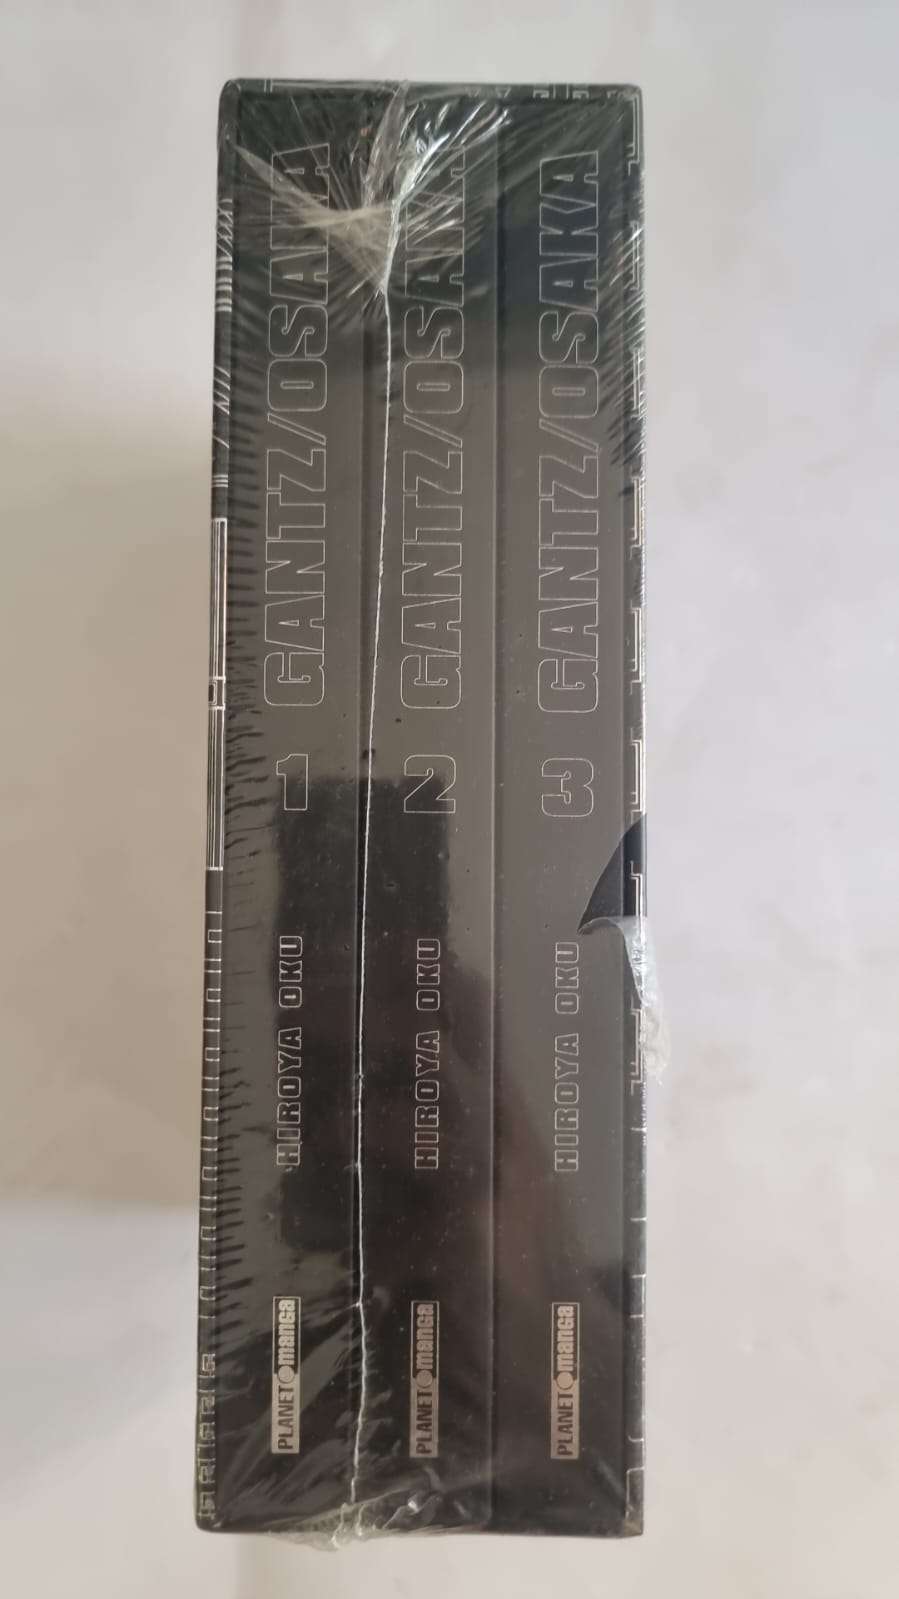 GANTZ/OSAKA
1
HIROYA OKU
PLANET manga
GANTZ/OSAKA
2
HIROYA OKU
PLANET manga
GANTZ/OSAKA
3
HIROYA OKU
PLANET manga